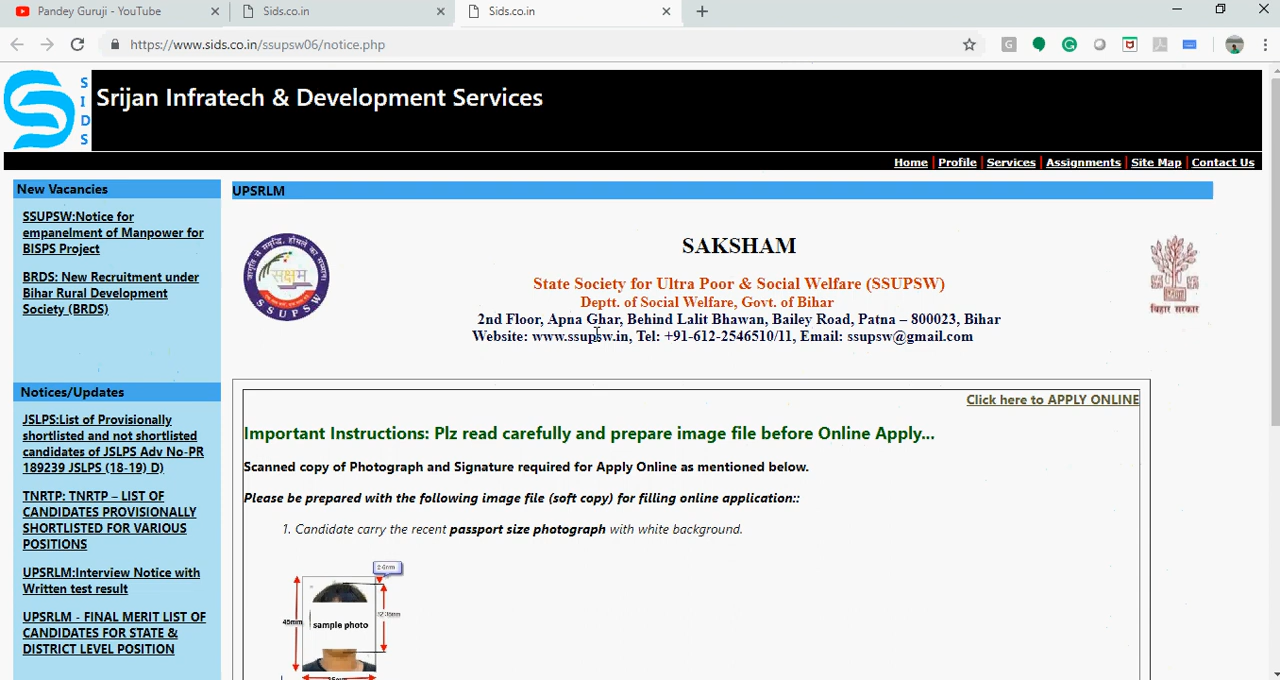 Pandey Guruji - YouTube
Sids.co.in
Sids.co.in
https://www.sids.co.in/ssupsw06/notice.php
S
I
D
S
Srijan Infratech & Development Services
Home | Profile | Services | Assignments | Site Map | Contact Us
New Vacancies
SSUPSW:Notice for
empanelment of Manpower for
BISPS Project
BRDS: New Recruitment under
Bihar Rural Development
Society (BRDS)
Notices/Updates
JSLPS:List of Provisionally
shortlisted and not shortlisted
candidates of JSLPS Adv No-PR
189239 JSLPS (18-19) D)
TNRTP: TNRTP – LIST OF
CANDIDATES PROVISIONALLY
SHORTLISTED FOR VARIOUS
POSITIONS
UPSRLM:Interview Notice with
Written test result
UPSRLM - FINAL MERIT LIST OF
CANDIDATES FOR STATE &
DISTRICT LEVEL POSITION
UPSRLM
सक्षम
SSUPSW
SAKSHAM
State Society for Ultra Poor & Social Welfare (SSUPSW)
Deptt. of Social Welfare, Govt. of Bihar
2nd Floor, Apna Ghar, Behind Lalit Bhawan, Bailey Road, Patna – 800023, Bihar
Website: www.ssupsw.in, Tel: +91-612-2546510/11, Email: ssupsw@gmail.com
बिहार सरकार
Click here to APPLY ONLINE
Important Instructions: Plz read carefully and prepare image file before Online Apply...
Scanned copy of Photograph and Signature required for Apply Online as mentioned below.
Please be prepared with the following image file (soft copy) for filling online application::
1. Candidate carry the recent passport size photograph with white background.
45mm
sample photo